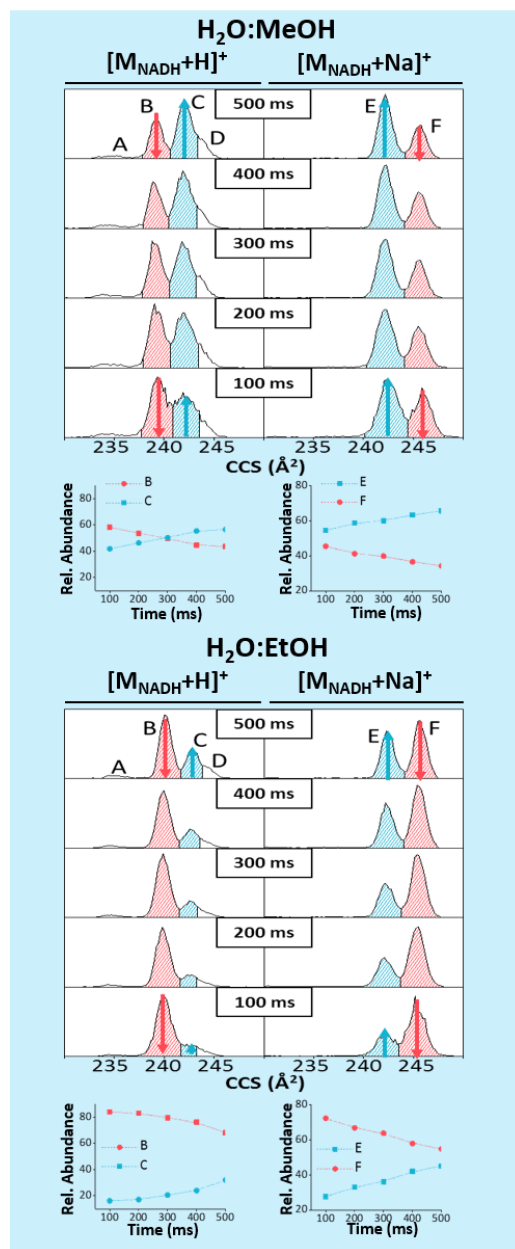 H₂O:MeOH
[M_NADH+H]⁺ [M_NADH+Na]⁺
500 ms
A B C D E F
400 ms
300 ms
200 ms
100 ms
235 240 245 235 240 245
CCS (Å²)
B
C
Rel. Abundance
80
60
40
20
100 200 300 400 500
Time (ms)
E
F
Rel. Abundance
80
60
40
20
100 200 300 400 500
Time (ms)
H₂O:EtOH
[M_NADH+H]⁺ [M_NADH+Na]⁺
500 ms
A B C D E F
400 ms
300 ms
200 ms
100 ms
235 240 245 235 240 245
CCS (Å²)
Rel. Abundance
80
60
40
20
B
C
100 200 300 400 500
Time (ms)
Rel. Abundance
80
60
40
20
E
F
100 200 300 400 500
Time (ms)